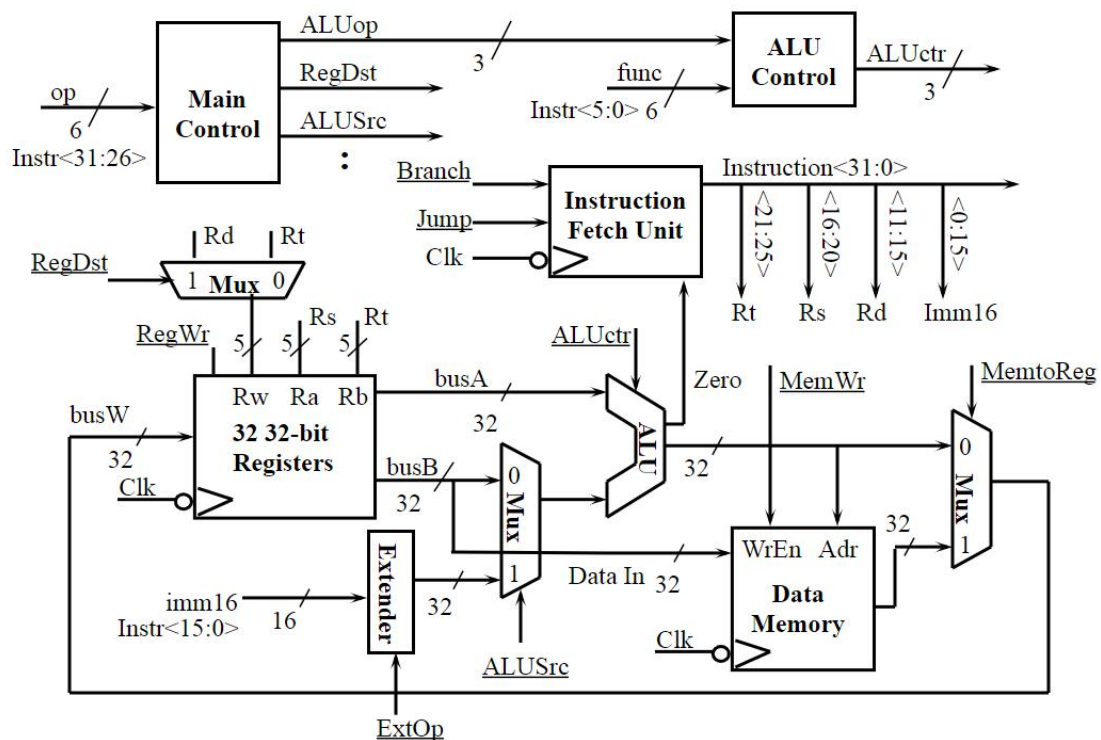 ALUop
3
RegDst
ALUSrc
:
op
6
Instr<31:26>
Main
Control
func
Instr<5:0> 6
ALU
Control
ALUctr
3
Branch
Jump
Clk
Instruction
Fetch Unit
Instruction<31:0>
<21:25>
<16:20>
<11:15>
<0:15>
Rt
Rs
Rd
Imm16
Rd
Rt
RegDst
1 Mux 0
RegWr
5
5
Rs
5
Rt
Rw Ra Rb
32 32-bit
Registers
busW
32
Clk
busA
32
busB
32
0
Mux
1
ALUctr
ALU
Zero
32
MemWr
MemtoReg
0
Mux
1
32
WrEn Adr
Data
Memory
Data In
32
Clk
imm16
Instr<15:0>
16
Extender
32
ALUSrc
ExtOp